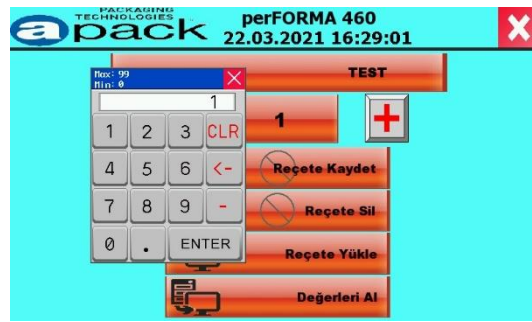 PACKAGING
TECHNOLOGIES
apack
perFORMA 460
22.03.2021 16:29:01
X
TEST
Max: 99
Min: 0
1
1 2 3 CLR
4 5 6 <-
7 8 9 -
0 . ENTER
1
+
Reçete Kaydet
Reçete Sil
Reçete Yükle
Değerleri Al